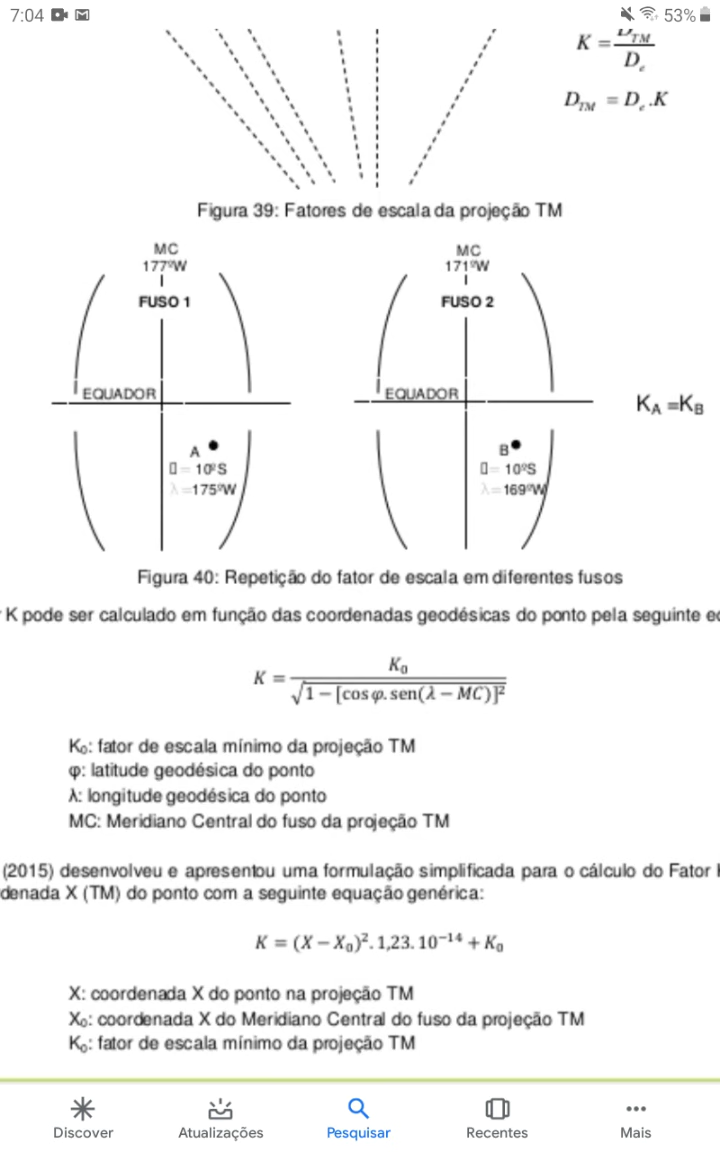 7:04 53%
K = D_TM / D_e
D_TM = D_e .K
Figura 39: Fatores de escala da projeção TM
MC MC
177ºW 171ºW
FUSO 1 FUSO 2
EQUADOR EQUADOR
K_A =K_B
A B
▯= 10ºS ▯= 10ºS
λ=175ºW λ=169ºW
Figura 40: Repetição do fator de escala em diferentes fusos
K pode ser calculado em função das coordenadas geodésicas do ponto pela seguinte
K = K₀ / √(1 − [cos φ. sen(λ − MC)]²)
K₀: fator de escala mínimo da projeção TM
φ: latitude geodésica do ponto
λ: longitude geodésica do ponto
MC: Meridiano Central do fuso da projeção TM
(2015) desenvolveu e apresentou uma formulação simplificada para o cálculo do Fator
denada X (TM) do ponto com a seguinte equação genérica:
K = (X − X₀)². 1,23. 10⁻¹⁴ + K₀
X: coordenada X do ponto na projeção TM
X₀: coordenada X do Meridiano Central do fuso da projeção TM
K₀: fator de escala mínimo da projeção TM
Discover Atualizações Pesquisar Recentes Mais